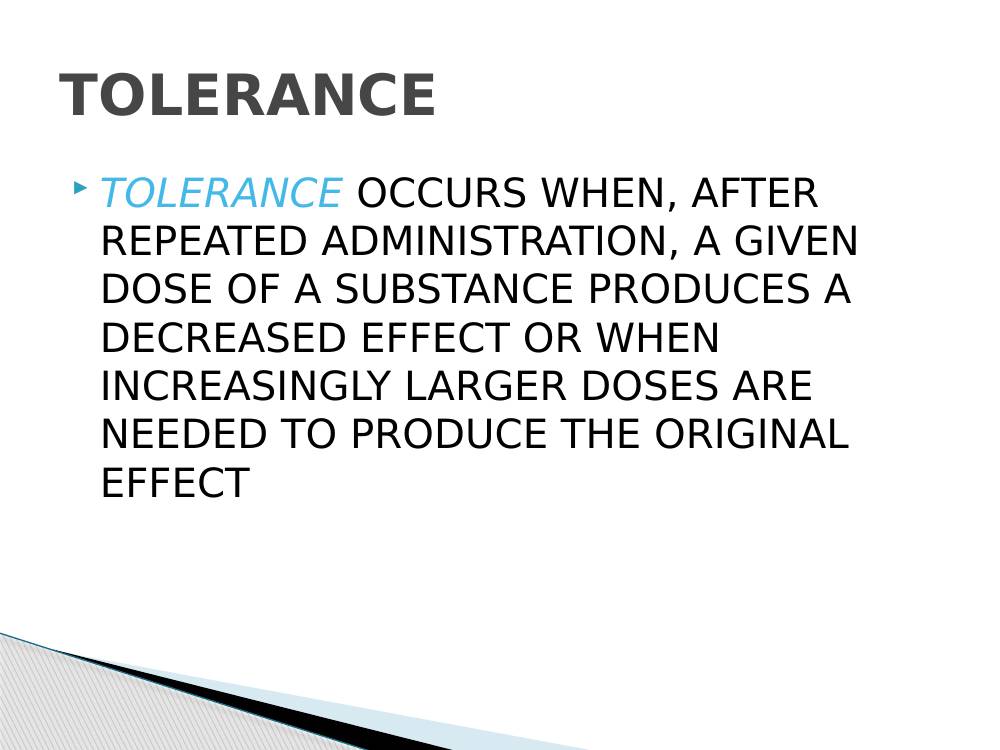 TOLERANCE
TOLERANCE OCCURS WHEN, AFTER
REPEATED ADMINISTRATION, A GIVEN
DOSE OF A SUBSTANCE PRODUCES A
DECREASED EFFECT OR WHEN
INCREASINGLY LARGER DOSES ARE
NEEDED TO PRODUCE THE ORIGINAL
EFFECT